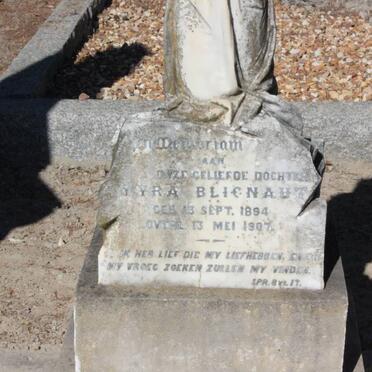 In Memoriam
AAN
ONZE GELIEFDE DOCHTER
MYRA BLIGNAUT
GEB. 13 SEPT. 1894
OVERL. 13 MEI 1907.
IK HEB LIEF DIE MY LIEFHEBBEN, EN DIE
MY VROEG ZOEKEN ZULLEN MY VINDEN.
SPR. 8 VS. 17.